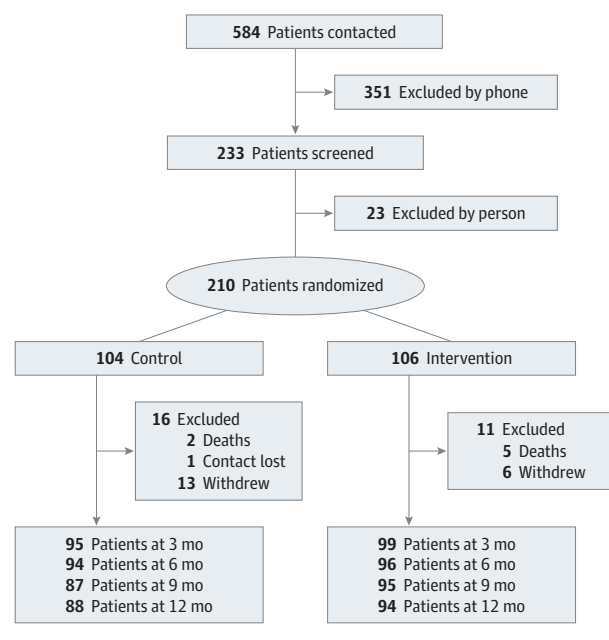 584 Patients contacted
351 Excluded by phone
233 Patients screened
23 Excluded by person
210 Patients randomized
104 Control
106 Intervention
16 Excluded
2 Deaths
1 Contact lost
13 Withdrew
11 Excluded
5 Deaths
6 Withdrew
95 Patients at 3 mo
94 Patients at 6 mo
87 Patients at 9 mo
88 Patients at 12 mo
99 Patients at 3 mo
96 Patients at 6 mo
95 Patients at 9 mo
94 Patients at 12 mo